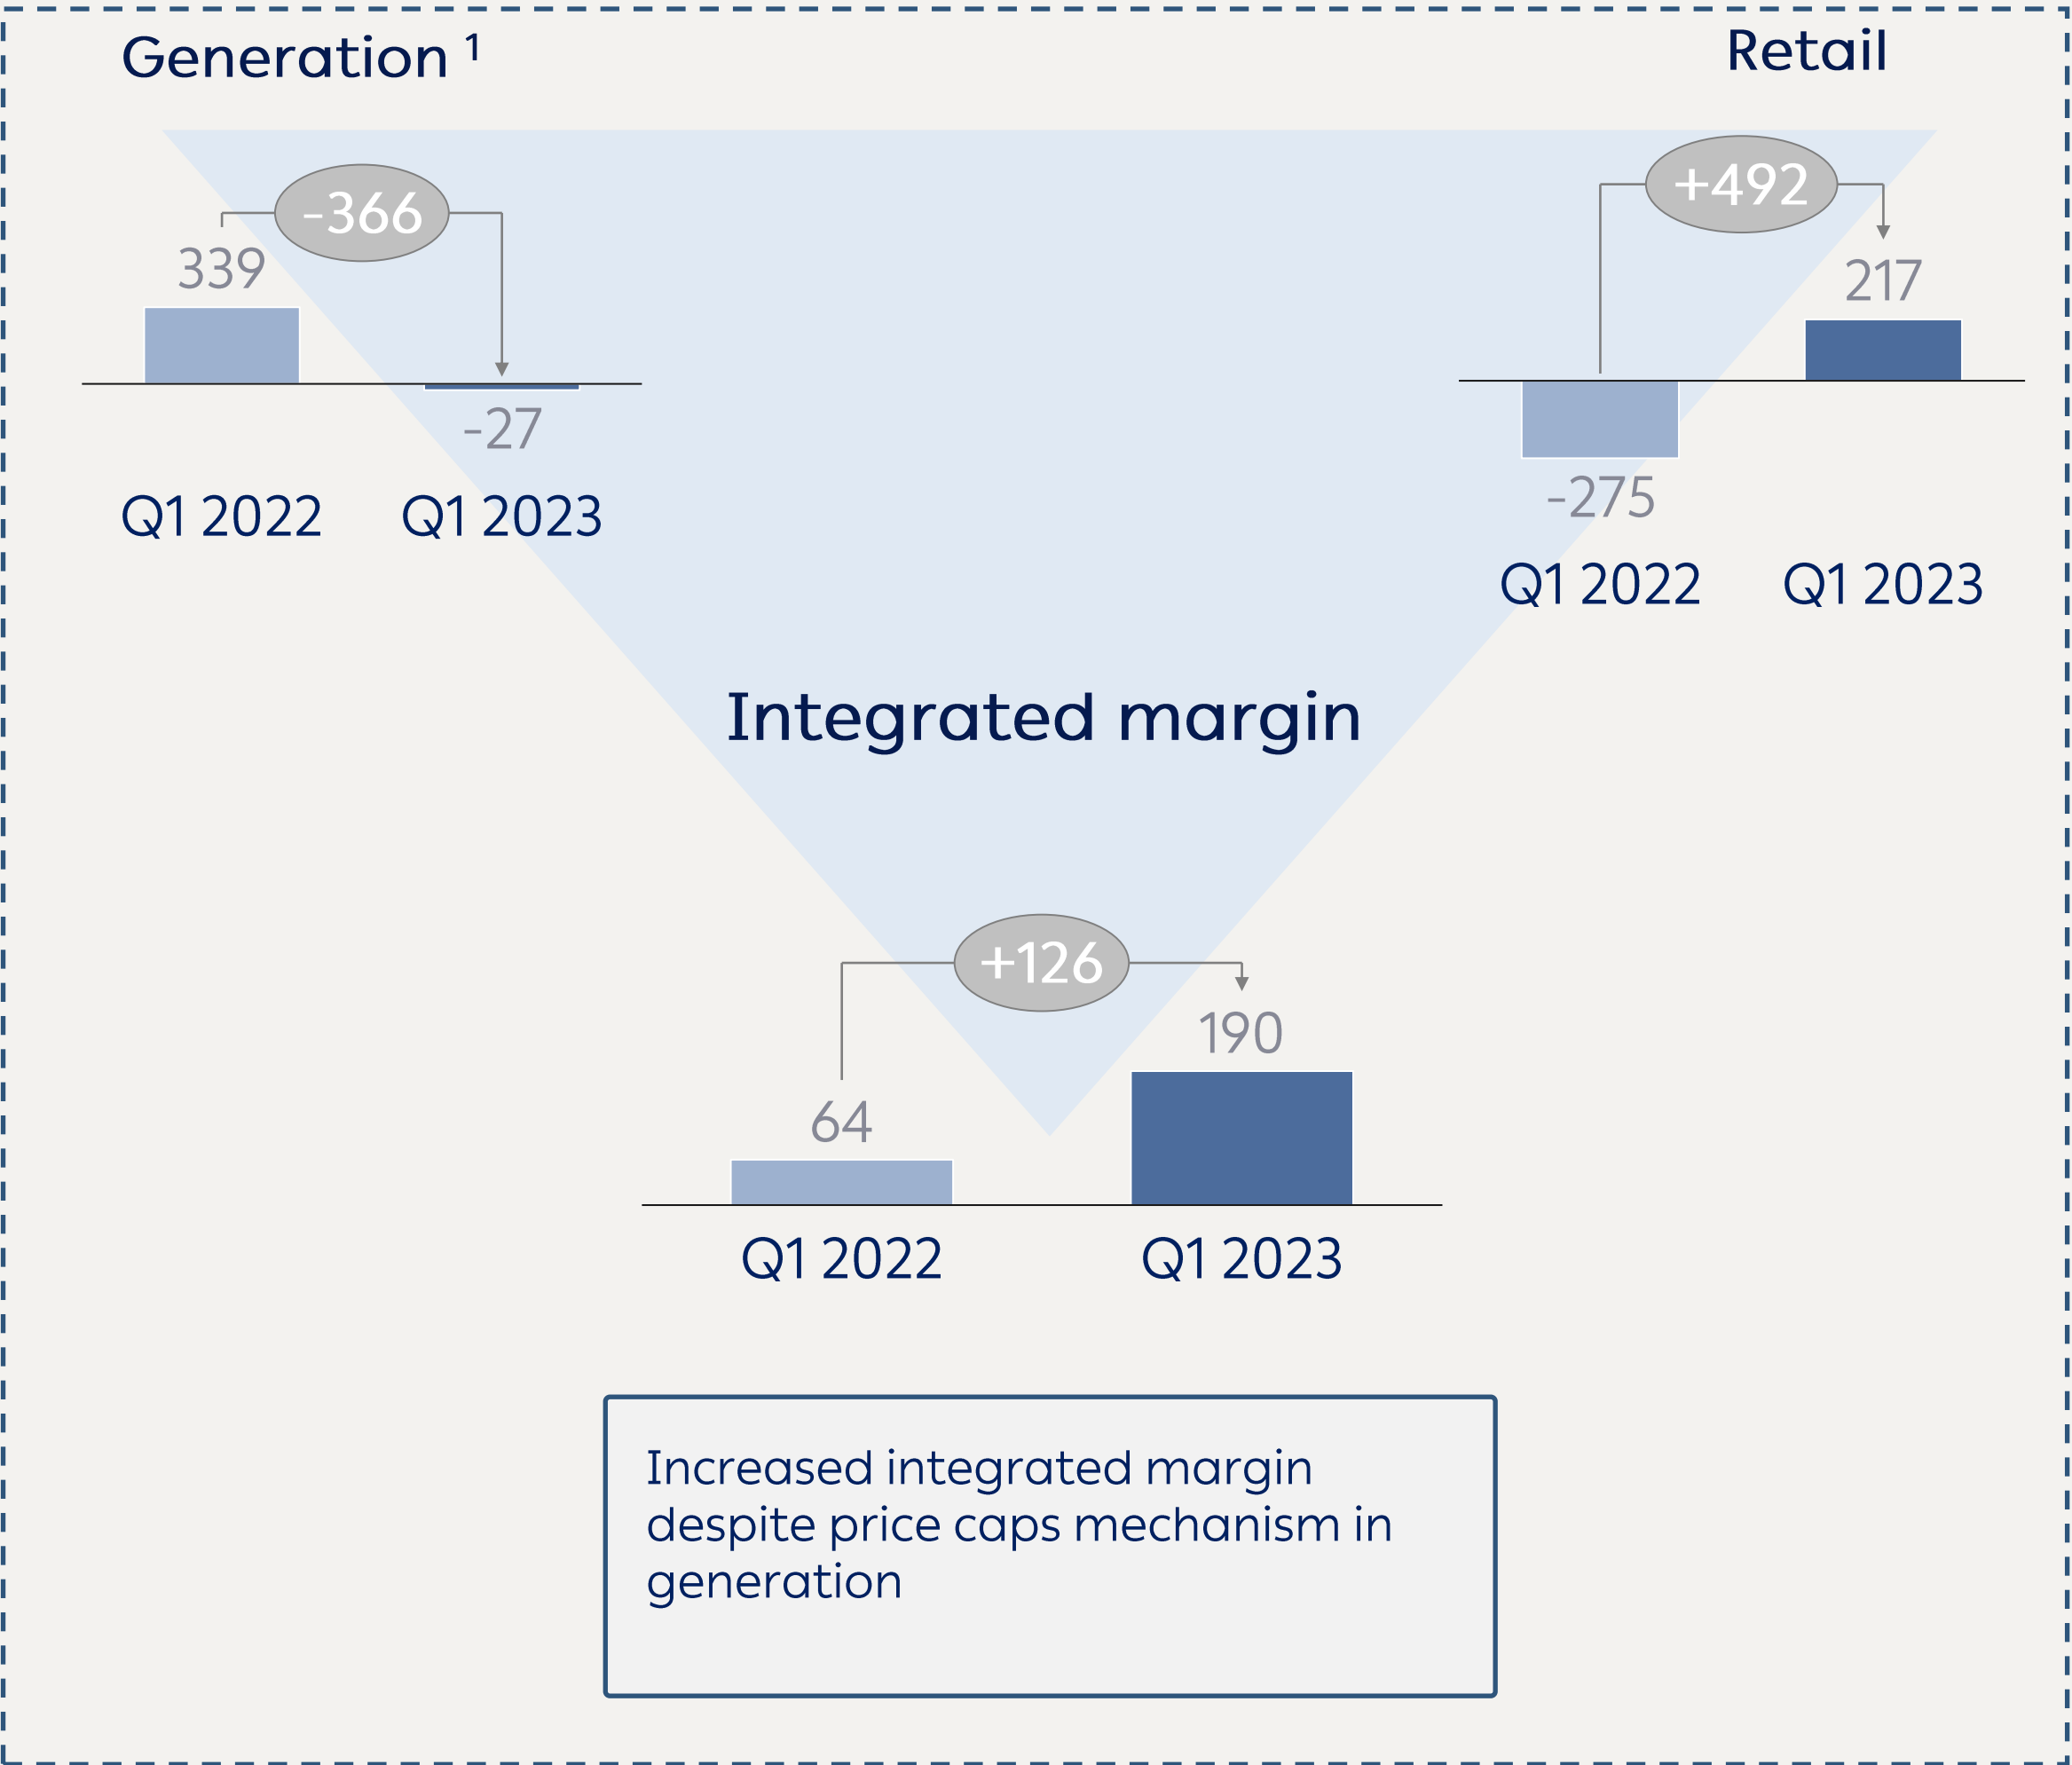 Generation 1
Retail
-366
339
-27
Q1 2022 Q1 2023
+492
217
-275
Q1 2022 Q1 2023
Integrated margin
+126
190
64
Q1 2022 Q1 2023
Increased integrated margin
despite price caps mechanism in
generation